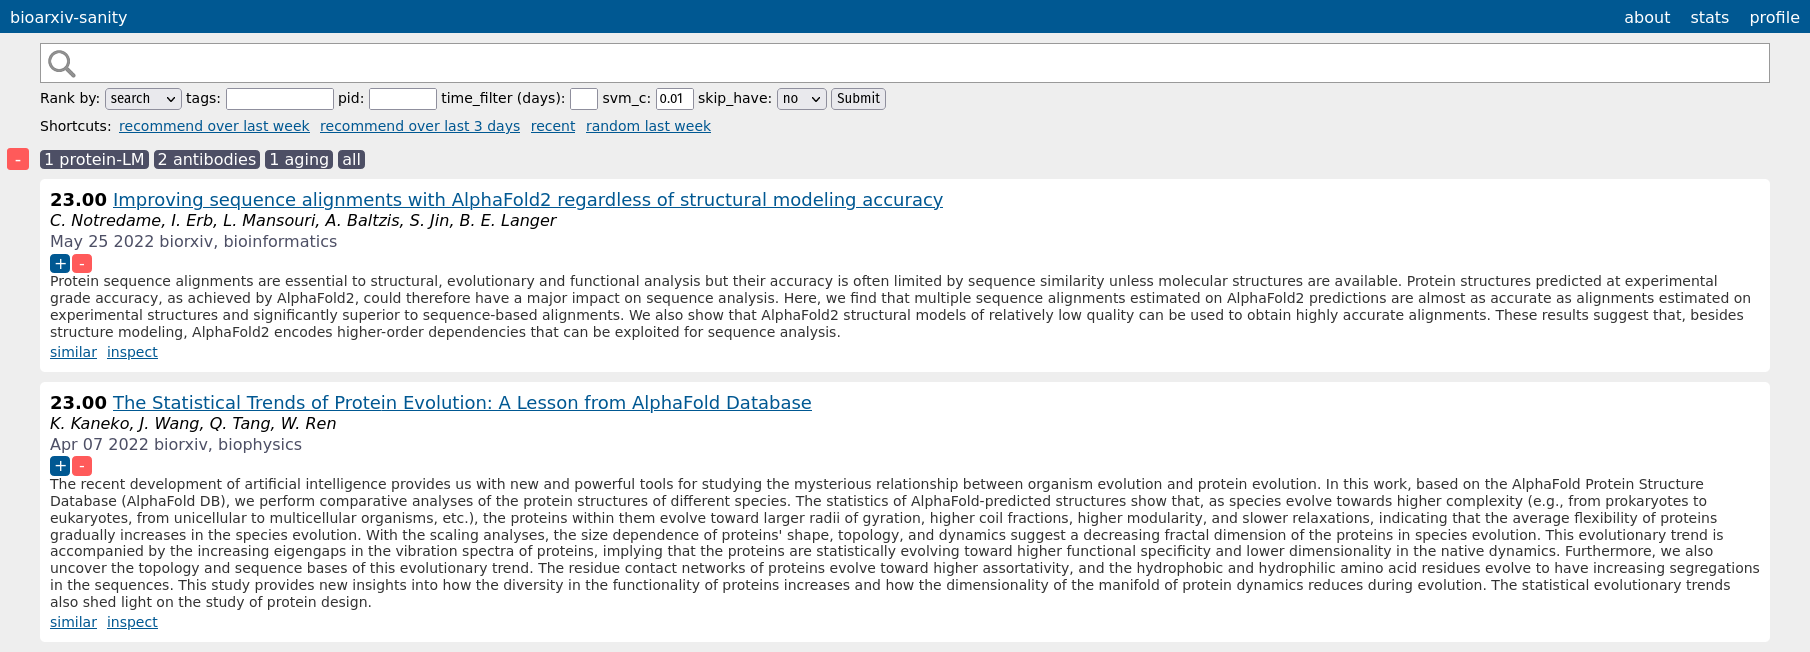 bioarxiv-sanity about stats profile
Rank by: search tags: pid: time_filter (days): svm_c: 0.01 skip_have: no Submit
Shortcuts: recommend over last week recommend over last 3 days recent random last week
- 1 protein-LM 2 antibodies 1 aging all
23.00 Improving sequence alignments with AlphaFold2 regardless of structural modeling accuracy
C. Notredame, I. Erb, L. Mansouri, A. Baltzis, S. Jin, B. E. Langer
May 25 2022 biorxiv, bioinformatics
+ -
Protein sequence alignments are essential to structural, evolutionary and functional analysis but their accuracy is often limited by sequence similarity unless molecular structures are available. Protein structures predicted at experimental
grade accuracy, as achieved by AlphaFold2, could therefore have a major impact on sequence analysis. Here, we find that multiple sequence alignments estimated on AlphaFold2 predictions are almost as accurate as alignments estimated on
experimental structures and significantly superior to sequence-based alignments. We also show that AlphaFold2 structural models of relatively low quality can be used to obtain highly accurate alignments. These results suggest that, besides
structure modeling, AlphaFold2 encodes higher-order dependencies that can be exploited for sequence analysis.
similar inspect
23.00 The Statistical Trends of Protein Evolution: A Lesson from AlphaFold Database
K. Kaneko, J. Wang, Q. Tang, W. Ren
Apr 07 2022 biorxiv, biophysics
+ -
The recent development of artificial intelligence provides us with new and powerful tools for studying the mysterious relationship between organism evolution and protein evolution. In this work, based on the AlphaFold Protein Structure
Database (AlphaFold DB), we perform comparative analyses of the protein structures of different species. The statistics of AlphaFold-predicted structures show that, as species evolve towards higher complexity (e.g., from prokaryotes to
eukaryotes, from unicellular to multicellular organisms, etc.), the proteins within them evolve toward larger radii of gyration, higher coil fractions, higher modularity, and slower relaxations, indicating that the average flexibility of proteins
gradually increases in the species evolution. With the scaling analyses, the size dependence of proteins' shape, topology, and dynamics suggest a decreasing fractal dimension of the proteins in species evolution. This evolutionary trend is
accompanied by the increasing eigengaps in the vibration spectra of proteins, implying that the proteins are statistically evolving toward higher functional specificity and lower dimensionality in the native dynamics. Furthermore, we also
uncover the topology and sequence bases of this evolutionary trend. The residue contact networks of proteins evolve toward higher assortativity, and the hydrophobic and hydrophilic amino acid residues evolve to have increasing segregations
in the sequences. This study provides new insights into how the diversity in the functionality of proteins increases and how the dimensionality of the manifold of protein dynamics reduces during evolution. The statistical evolutionary trends
also shed light on the study of protein design.
similar inspect